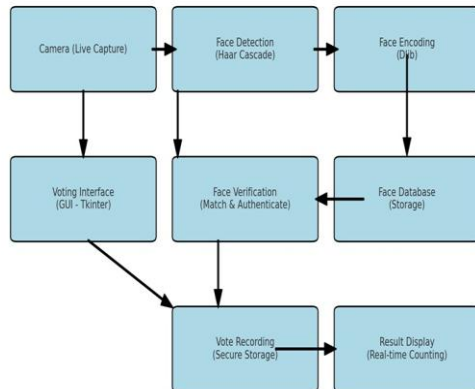 Camera (Live Capture)
Face Detection
(Haar Cascade)
Face Encoding
(Dlib)
Voting Interface
(GUI - Tkinter)
Face Verification
(Match & Authenticate)
Face Database
(Storage)
Vote Recording
(Secure Storage)
Result Display
(Real-time Counting)